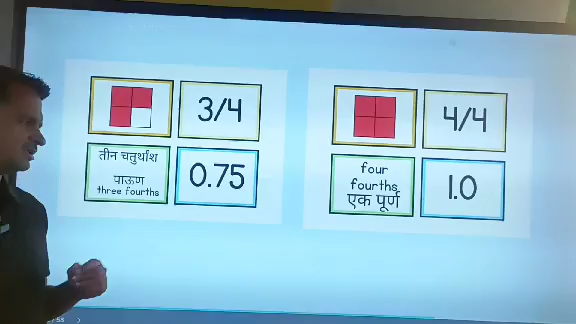 3/4
तीन चतुर्थांश
पाऊण
three fourths
0.75
4/4
four
fourths
एक पूर्ण
1.0